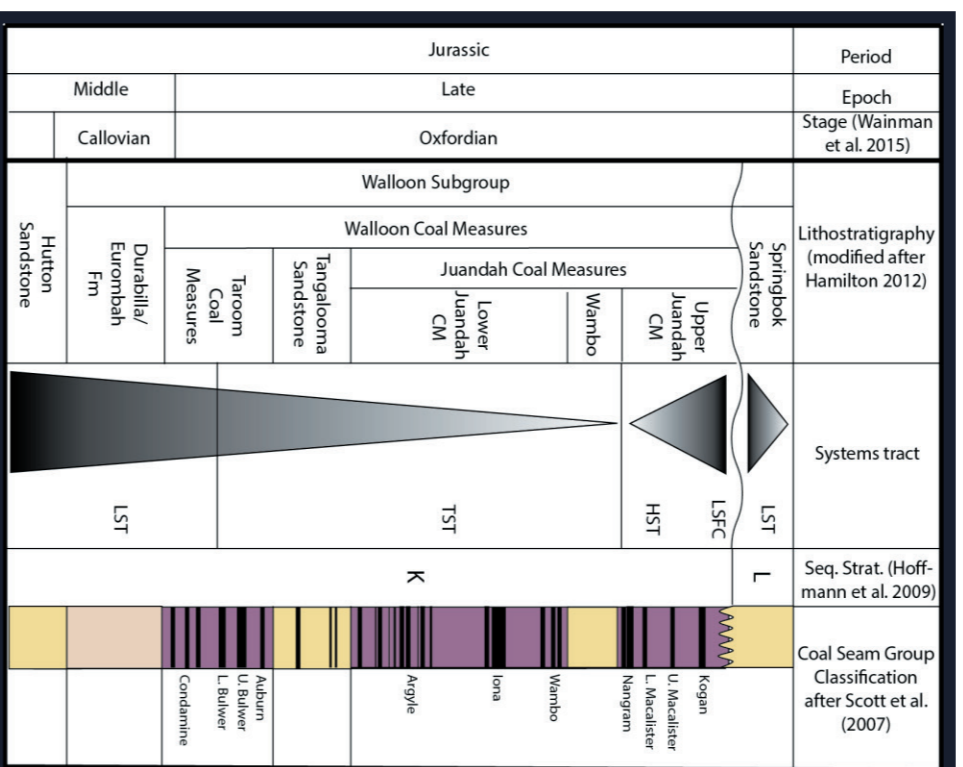 Jurassic
Period
Middle
Late
Epoch
Callovian
Oxfordian
Stage (Wainman
et al. 2015)
Walloon Subgroup
Walloon Coal Measures
Juandah Coal Measures
Hutton
Sandstone
Durabilla/
Eurombah
Fm
Taroom
Coal
Measures
Tangalooma
Sandstone
Lower
Juandah
CM
Wambo
Upper
Juandah
CM
Springbok
Sandstone
Lithostratigraphy
(modified after
Hamilton 2012)
LST
TST
HST
LSFC
LST
Systems tract
K
L
Seq. Strat. (Hoff-
mann et al. 2009)
Condamine
L. Bulwer
U. Bulwer
Auburn
Argyle
Iona
Wambo
Nangram
L. Macalister
U. Macalister
Kogan
Coal Seam Group
Classification
after Scott et al.
(2007)